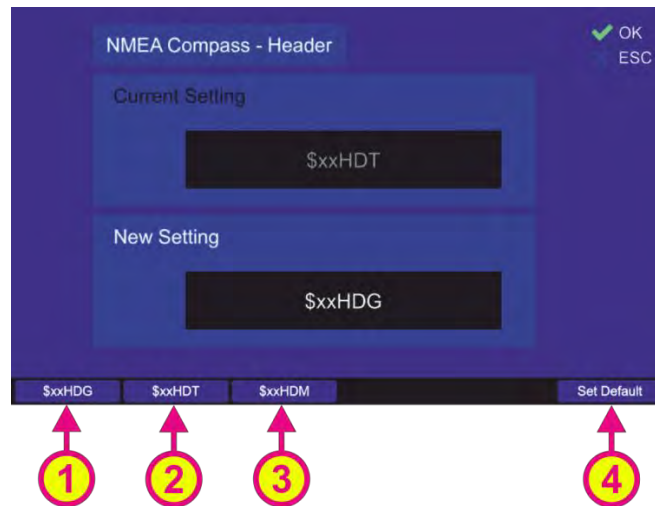 NMEA Compass - Header
OK
ESC
Current Setting
$xxHDT
New Setting
$xxHDG
$xxHDG $xxHDT $xxHDM Set Default
1 2 3 4